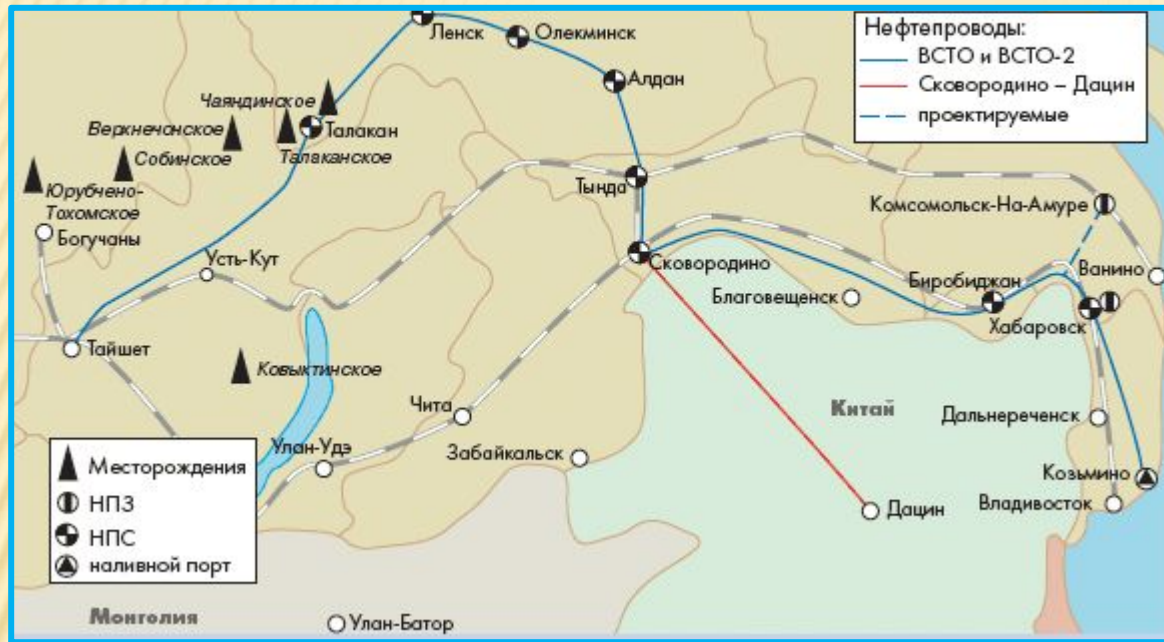 Нефтепроводы:
ВСТО и ВСТО-2
Сковородино – Дацин
проектируемые
Ленск
Олекминск
Алдан
Чаяндинское
Верхнечонское
Талакан
Собинское
Талаканское
Юрубчено-
Тохомское
Богучаны
Тында
Комсомольск-На-Амуре
Усть-Кут
Сковородино
Ванино
Биробиджан
Благовещенск
Хабаровск
Тайшет
Ковыктинское
Чита
Китай
Дальнереченск
Улан-Удэ
Забайкальск
Козьмино
Владивосток
Дацин
Месторождения
НПЗ
НПС
наливной порт
Монголия
Улан-Батор